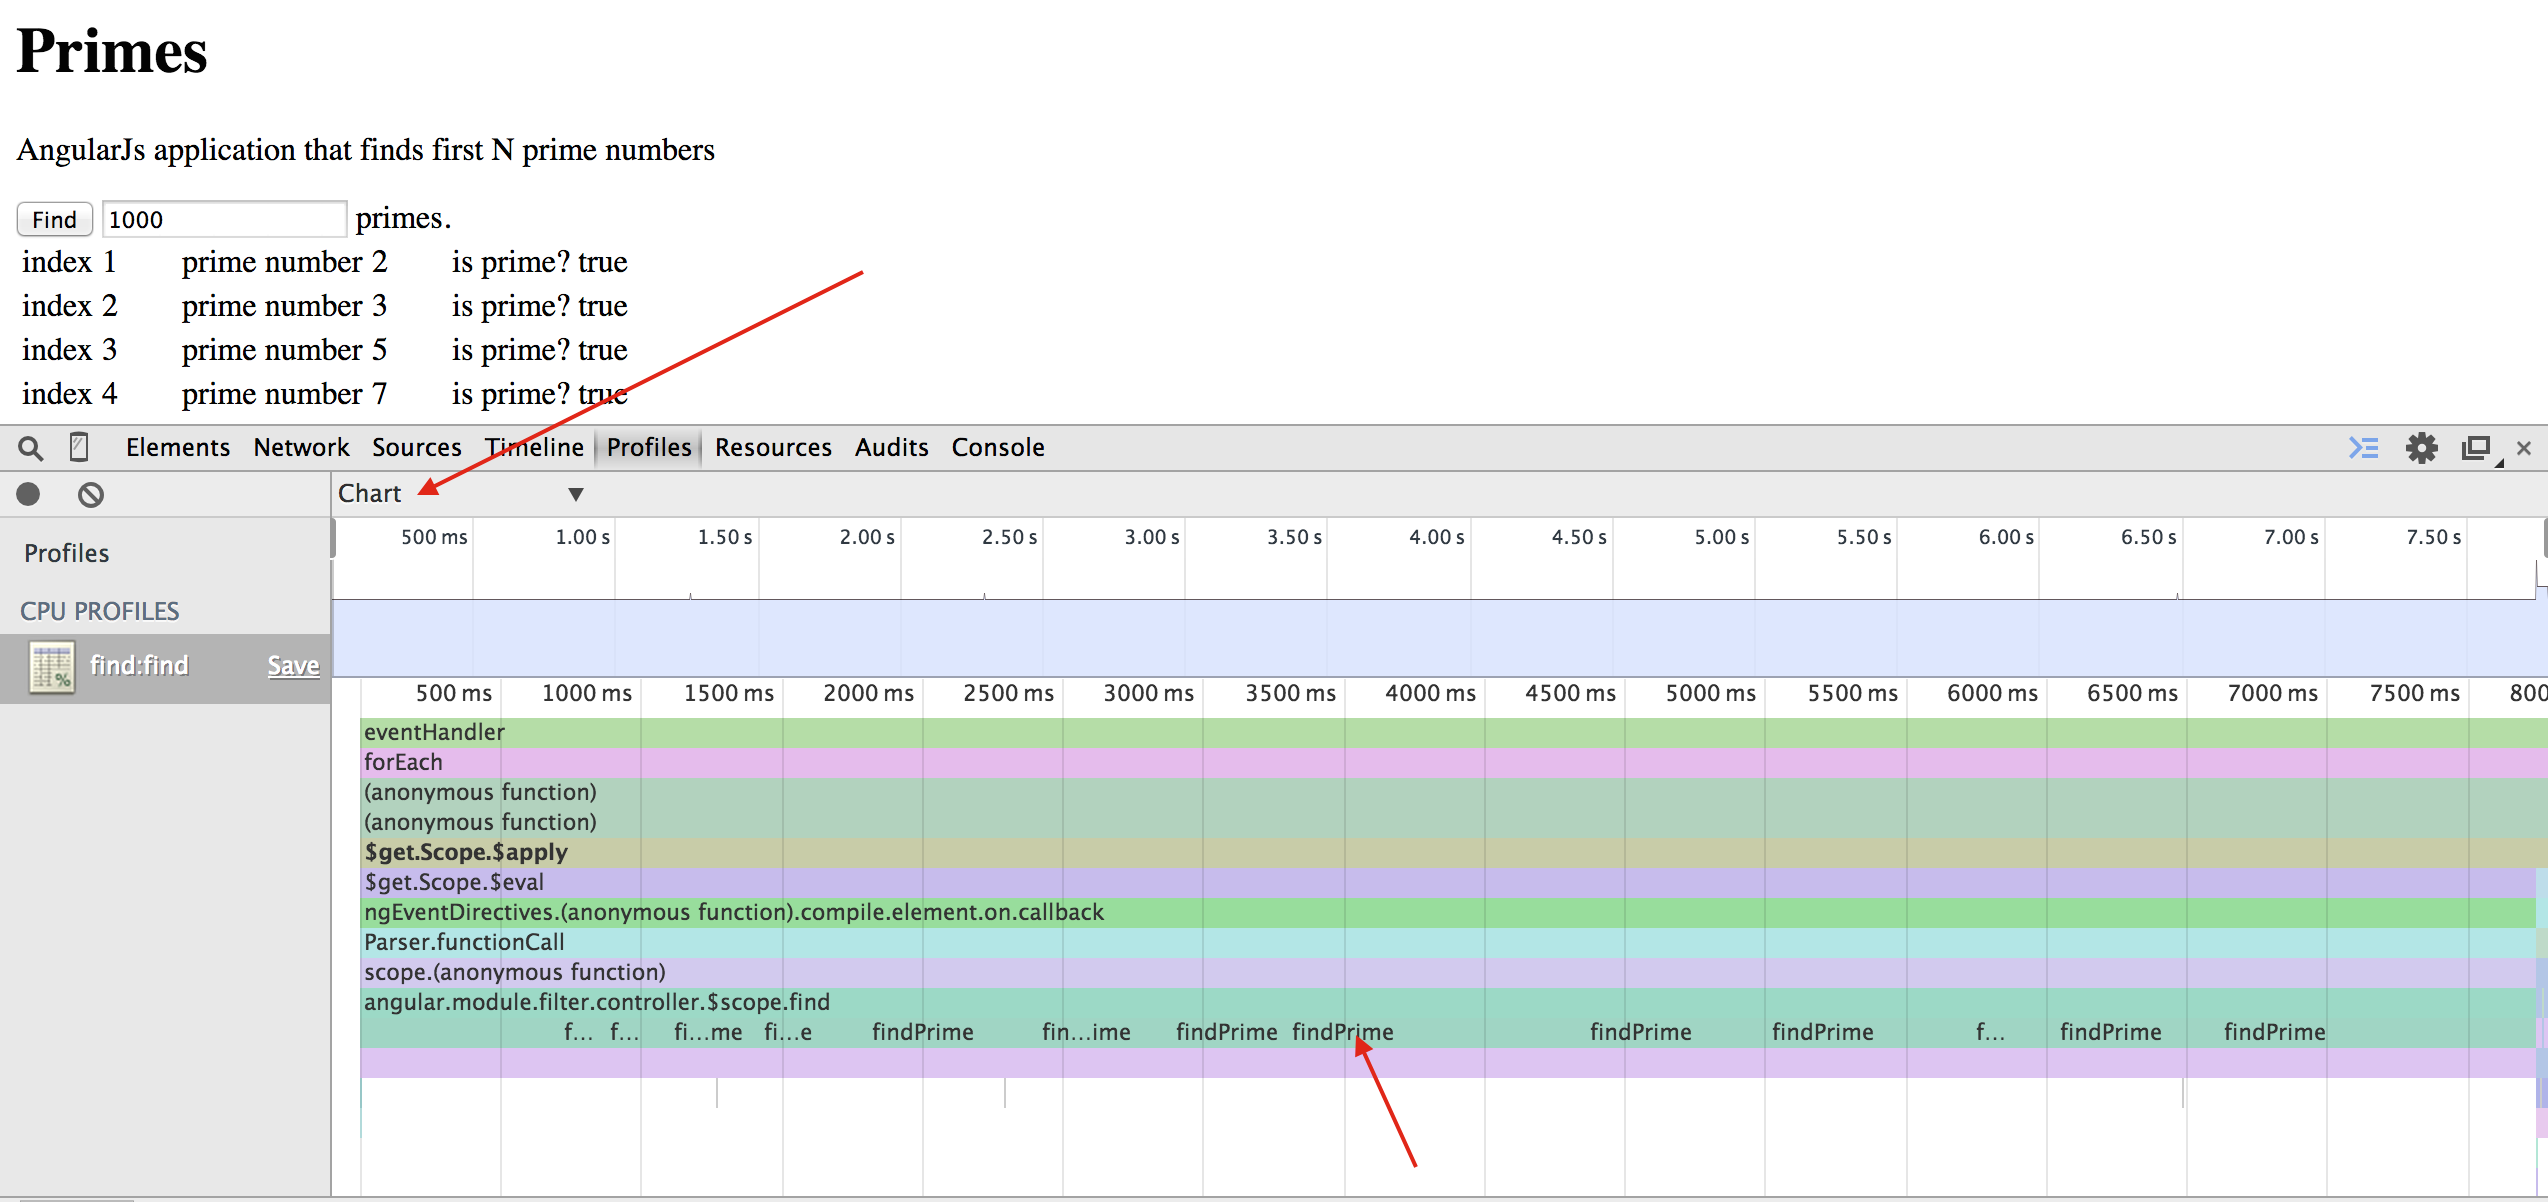 Primes
AngularJs application that finds first N prime numbers
Find 1000 primes.
index 1 prime number 2 is prime? true
index 2 prime number 3 is prime? true
index 3 prime number 5 is prime? true
index 4 prime number 7 is prime? true
Elements Network Sources Timeline Profiles Resources Audits Console
Chart
500 ms 1.00 s 1.50 s 2.00 s 2.50 s 3.00 s 3.50 s 4.00 s 4.50 s 5.00 s 5.50 s 6.00 s 6.50 s 7.00 s 7.50 s
Profiles
CPU PROFILES
find:find Save
500 ms 1000 ms 1500 ms 2000 ms 2500 ms 3000 ms 3500 ms 4000 ms 4500 ms 5000 ms 5500 ms 6000 ms 6500 ms 7000 ms 7500 ms 800
eventHandler
forEach
(anonymous function)
(anonymous function)
$get.Scope.$apply
$get.Scope.$eval
ngEventDirectives.(anonymous function).compile.element.on.callback
Parser.functionCall
scope.(anonymous function)
angular.module.filter.controller.$scope.find
f... f... fi...me fi...e findPrime fin...ime findPrime findPrime findPrime findPrime f... findPrime findPrime